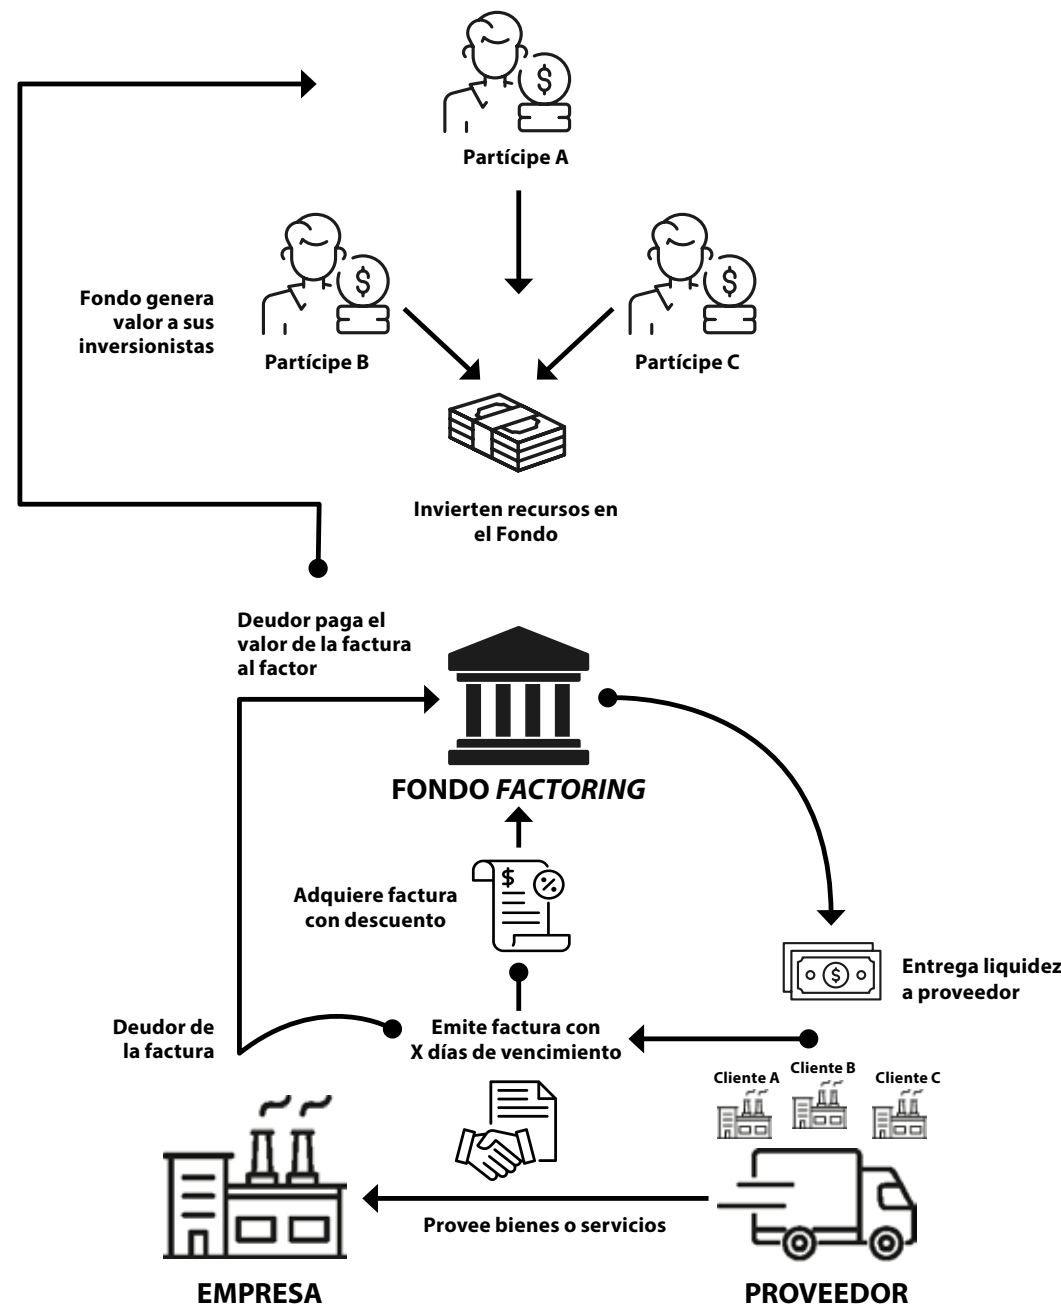 Partícipe A
Fondo genera
valor a sus
inversionistas
Partícipe B
Partícipe C
Invierten recursos en
el Fondo
Deudor paga el
valor de la factura
al factor
FONDO FACTORING
Adquiere factura
con descuento
Entrega liquidez
a proveedor
Deudor de
la factura
Emite factura con
X días de vencimiento
Cliente A
Cliente B
Cliente C
Provee bienes o servicios
EMPRESA
PROVEEDOR